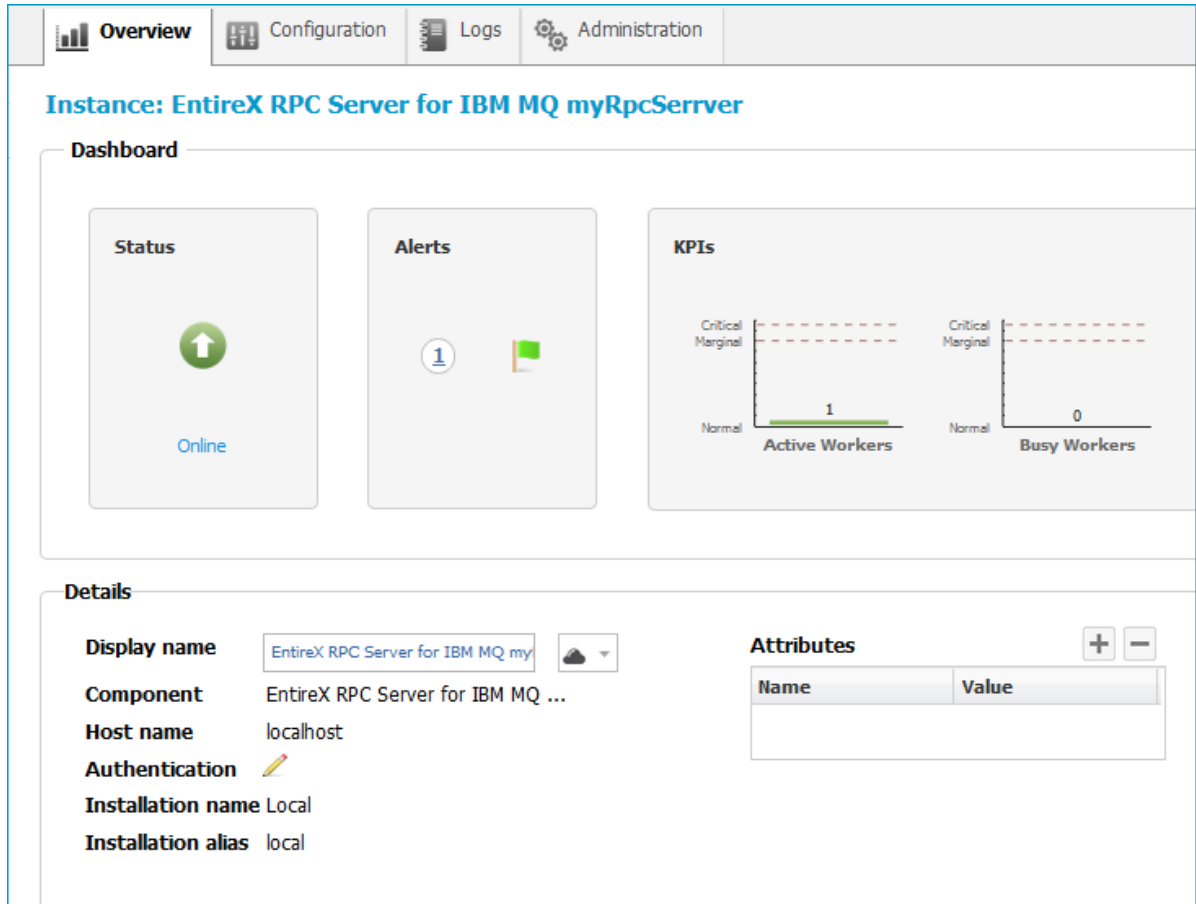 Overview Configuration Logs Administration
Instance: EntireX RPC Server for IBM MQ myRpcSerrver
Dashboard
Status
Online
Alerts
1
KPIs
Critical
Marginal
Normal
1
Active Workers
Critical
Marginal
Normal
0
Busy Workers
Details
Display name EntireX RPC Server for IBM MQ my
Component EntireX RPC Server for IBM MQ ...
Host name localhost
Authentication
Installation name Local
Installation alias local
Attributes
Name Value